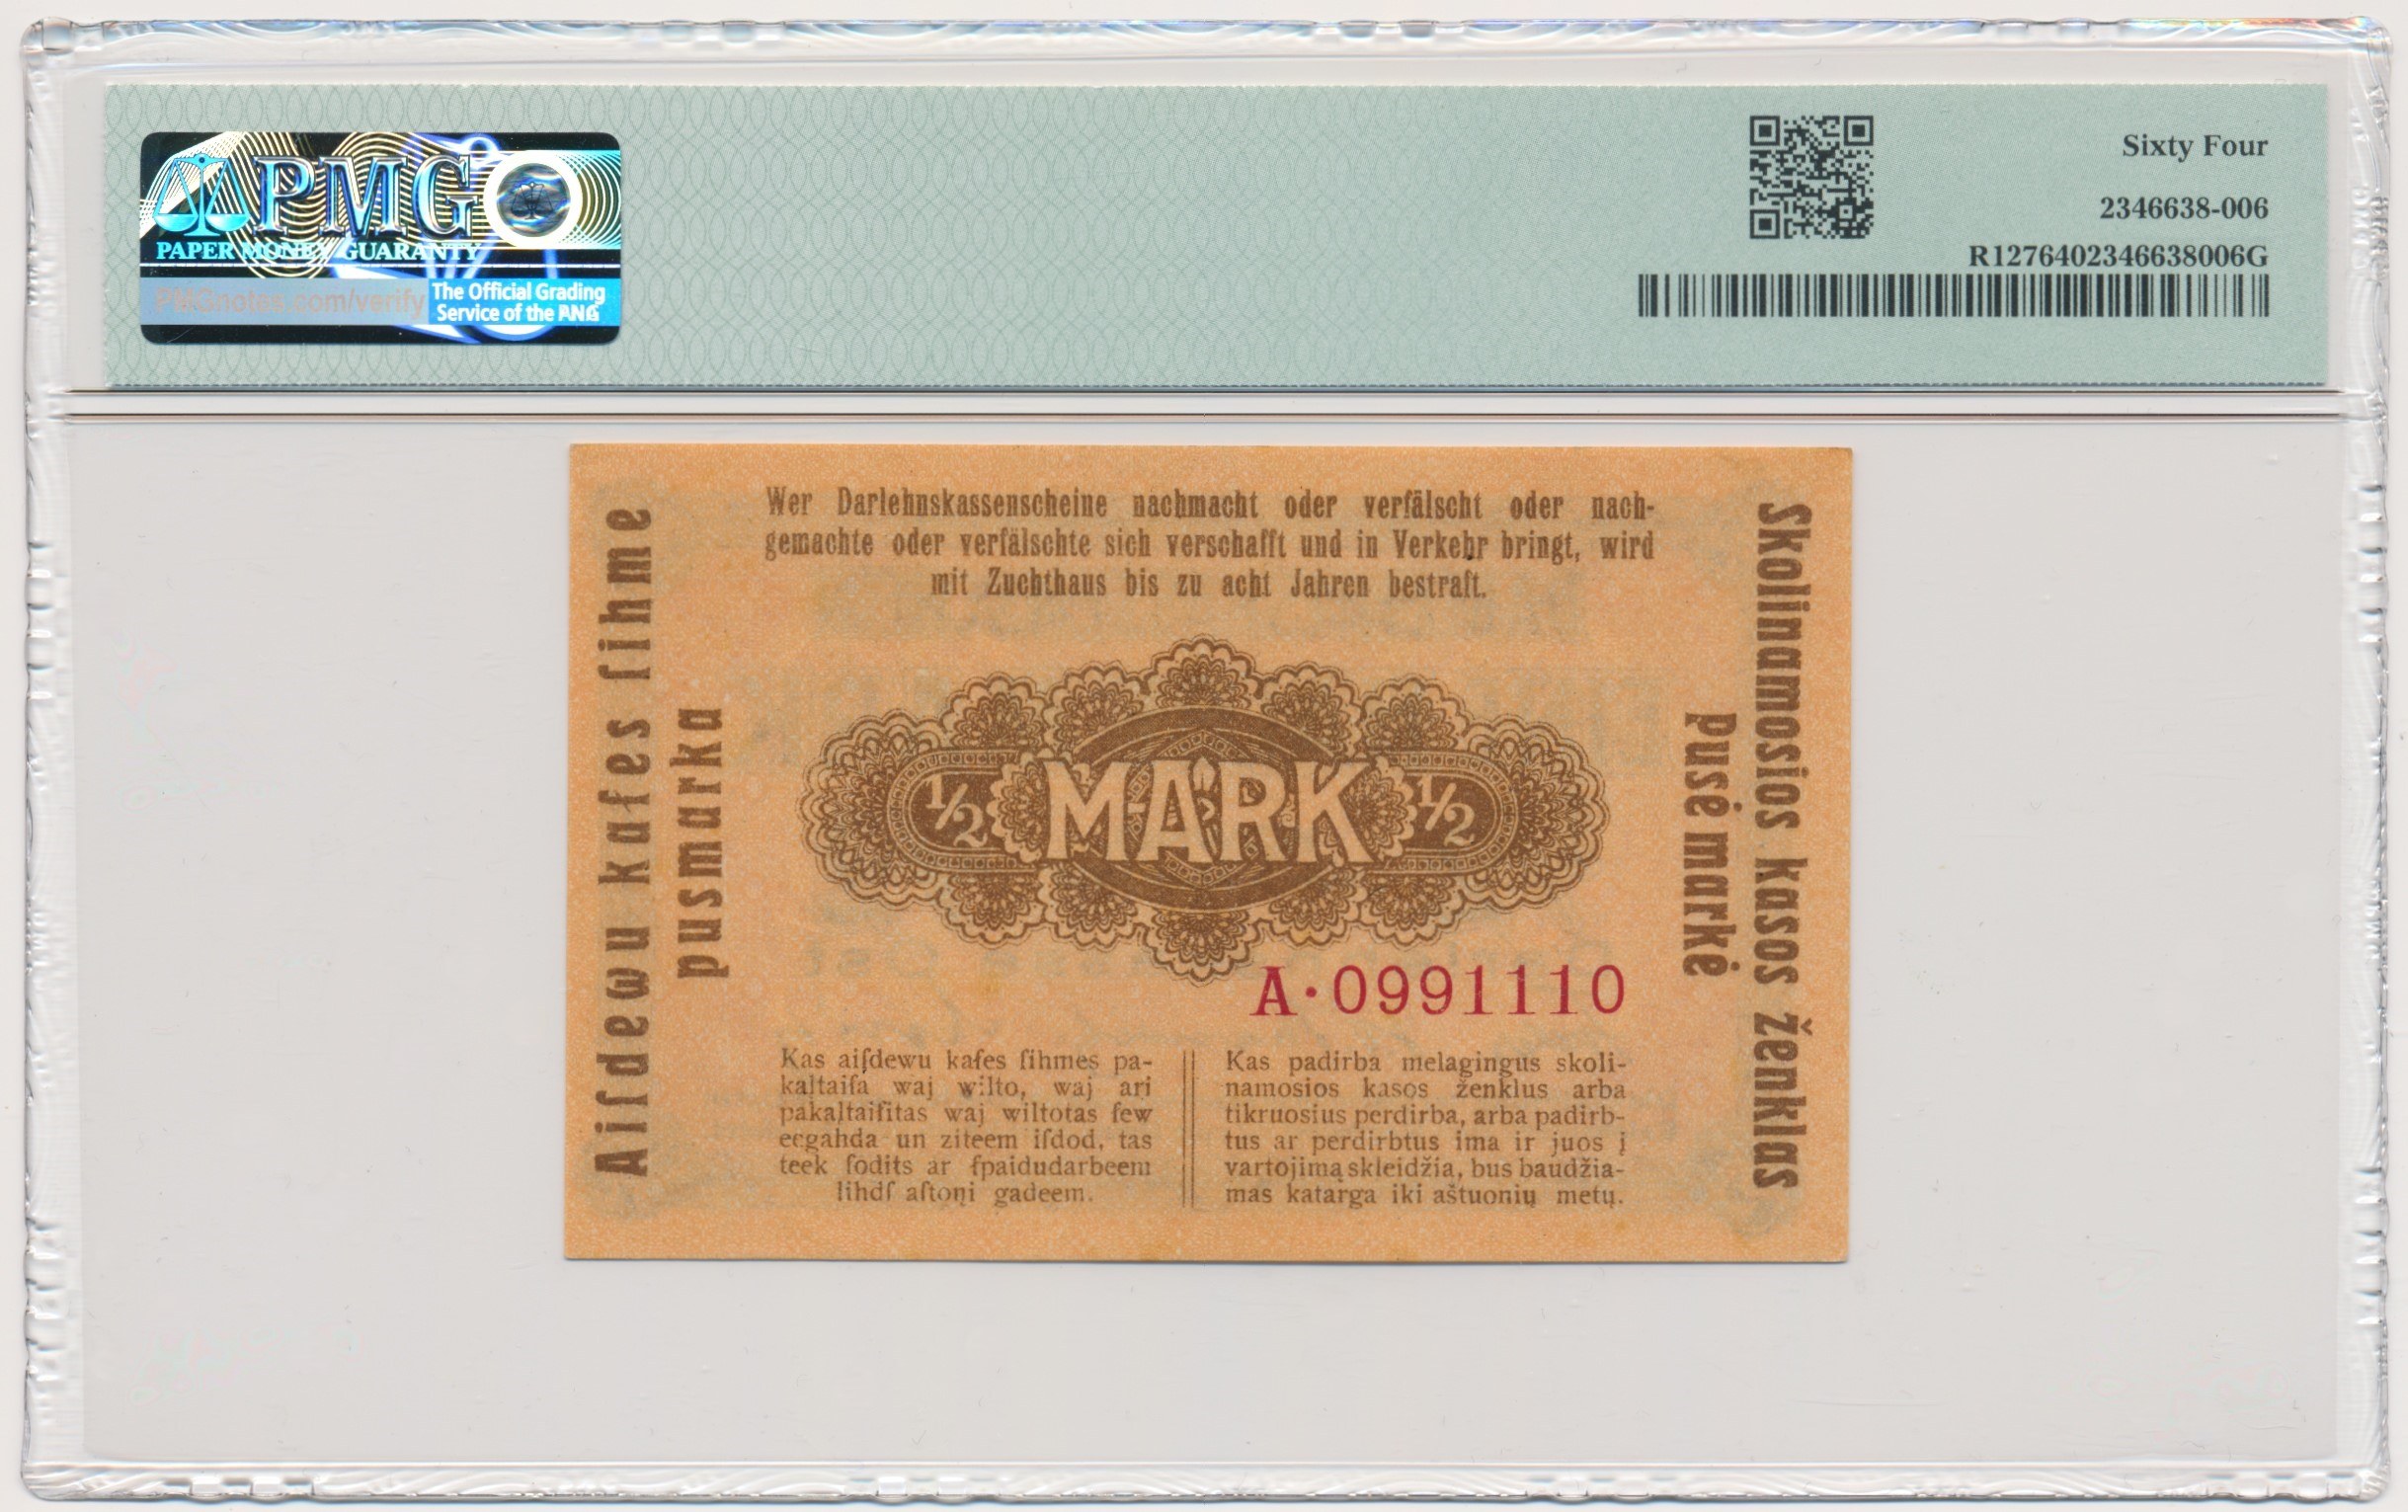 PMG
PAPER MONEY GUARANTY
PMGnotes.com/verify
The Official Grading
Service of the ANA
Sixty Four
2346638-006
R1276402346638006G
Wer Darlehnskassenscheine nachmacht oder verfälscht oder nach-
gemachte oder verfälschte sich verschafft und in Verkehr bringt, wird
mit Zuchthaus bis zu acht Jahren bestraft.
Aiſdewu kaſes ſihme
pusmarka
½ MARK ½
Skolinamosios kasos ženklas
Pusė markė
A·0991110
Kas aiſdewu kaſes ſihmes pa-
kaltaiſa waj wilto, waj ari
pakaltaiſitas waj wiltotas ſew
eegahda un ziteem iſdod, tas
teek ſodits ar ſpaidudarbeem
lihdſ aſtoņi gadeem.
Kas padirba melagingus skoli-
namosios kasos ženklus arba
tikruosius perdirba, arba padirb-
tus ar perdirbtus ima ir juos į
vartojimą skleidžia, bus baudžia-
mas katarga iki aštuonių metų.